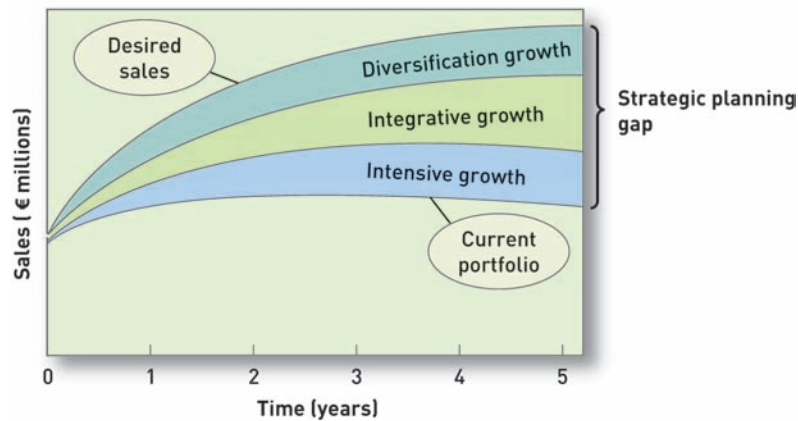 Desired
sales
Diversification growth
Integrative growth
Intensive growth
Current
portfolio
Strategic planning
gap
Sales (€ millions)
0 1 2 3 4 5
Time (years)